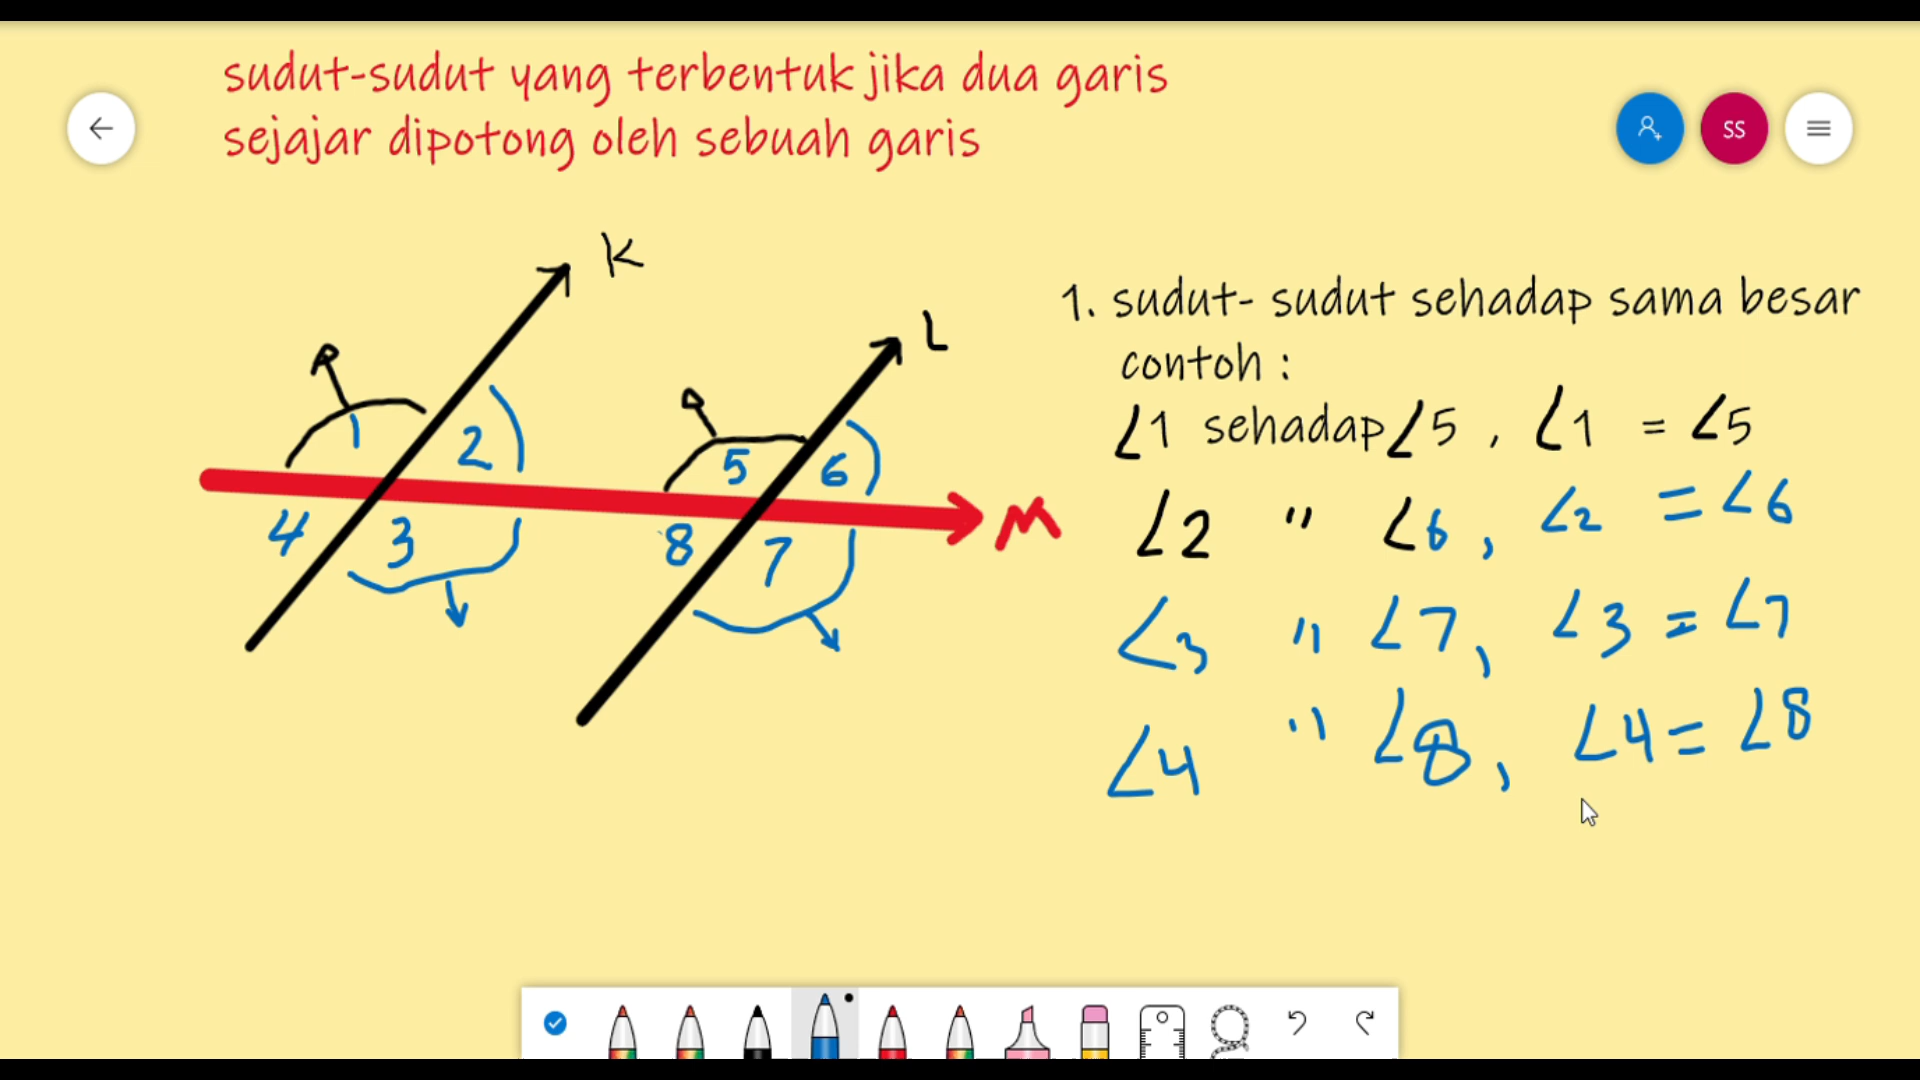 sudut-sudut yang terbentuk jika dua garis
sejajar dipotong oleh sebuah garis
SS
K
L
1
2
5
6
M
4
3
8
7
1. sudut- sudut sehadap sama besar
contoh :
∠1 sehadap ∠5 , ∠1 = ∠5
∠2 " ∠6, ∠2 = ∠6
∠3 " ∠7, ∠3 = ∠7
∠4 " ∠8, ∠4 = ∠8